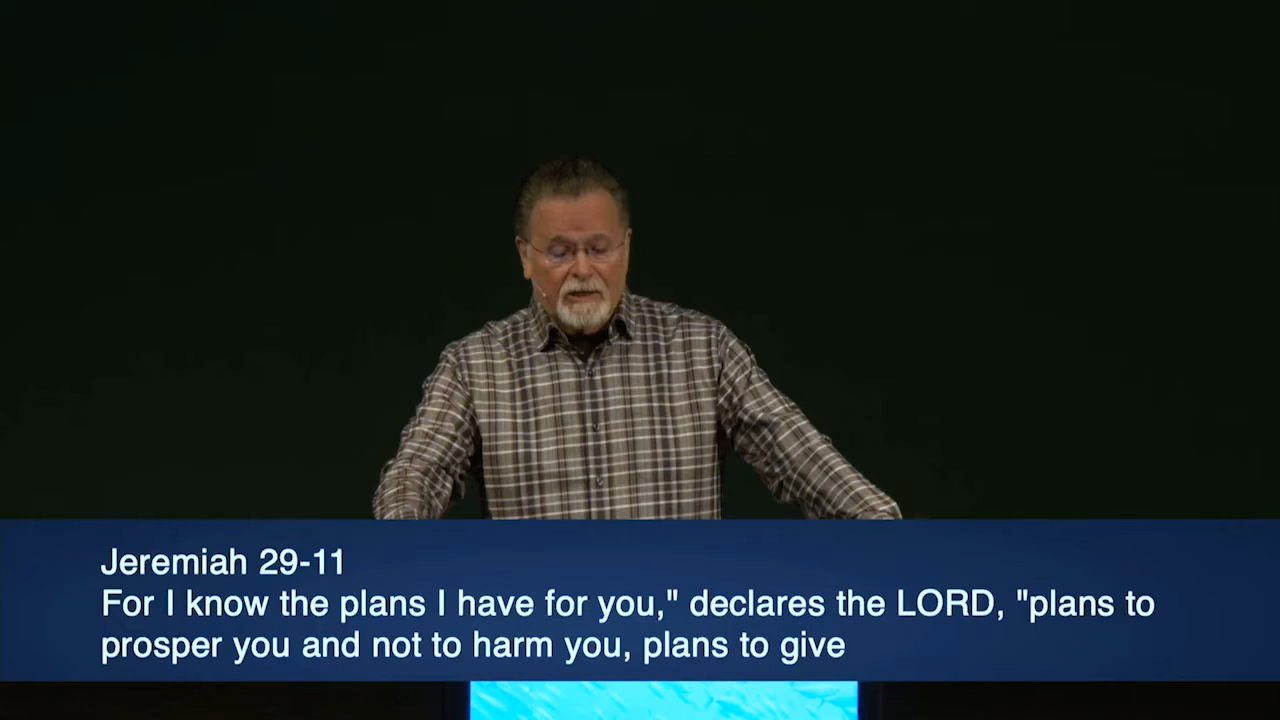 Jeremiah 29-11
For I know the plans I have for you," declares the LORD, "plans to
prosper you and not to harm you, plans to give